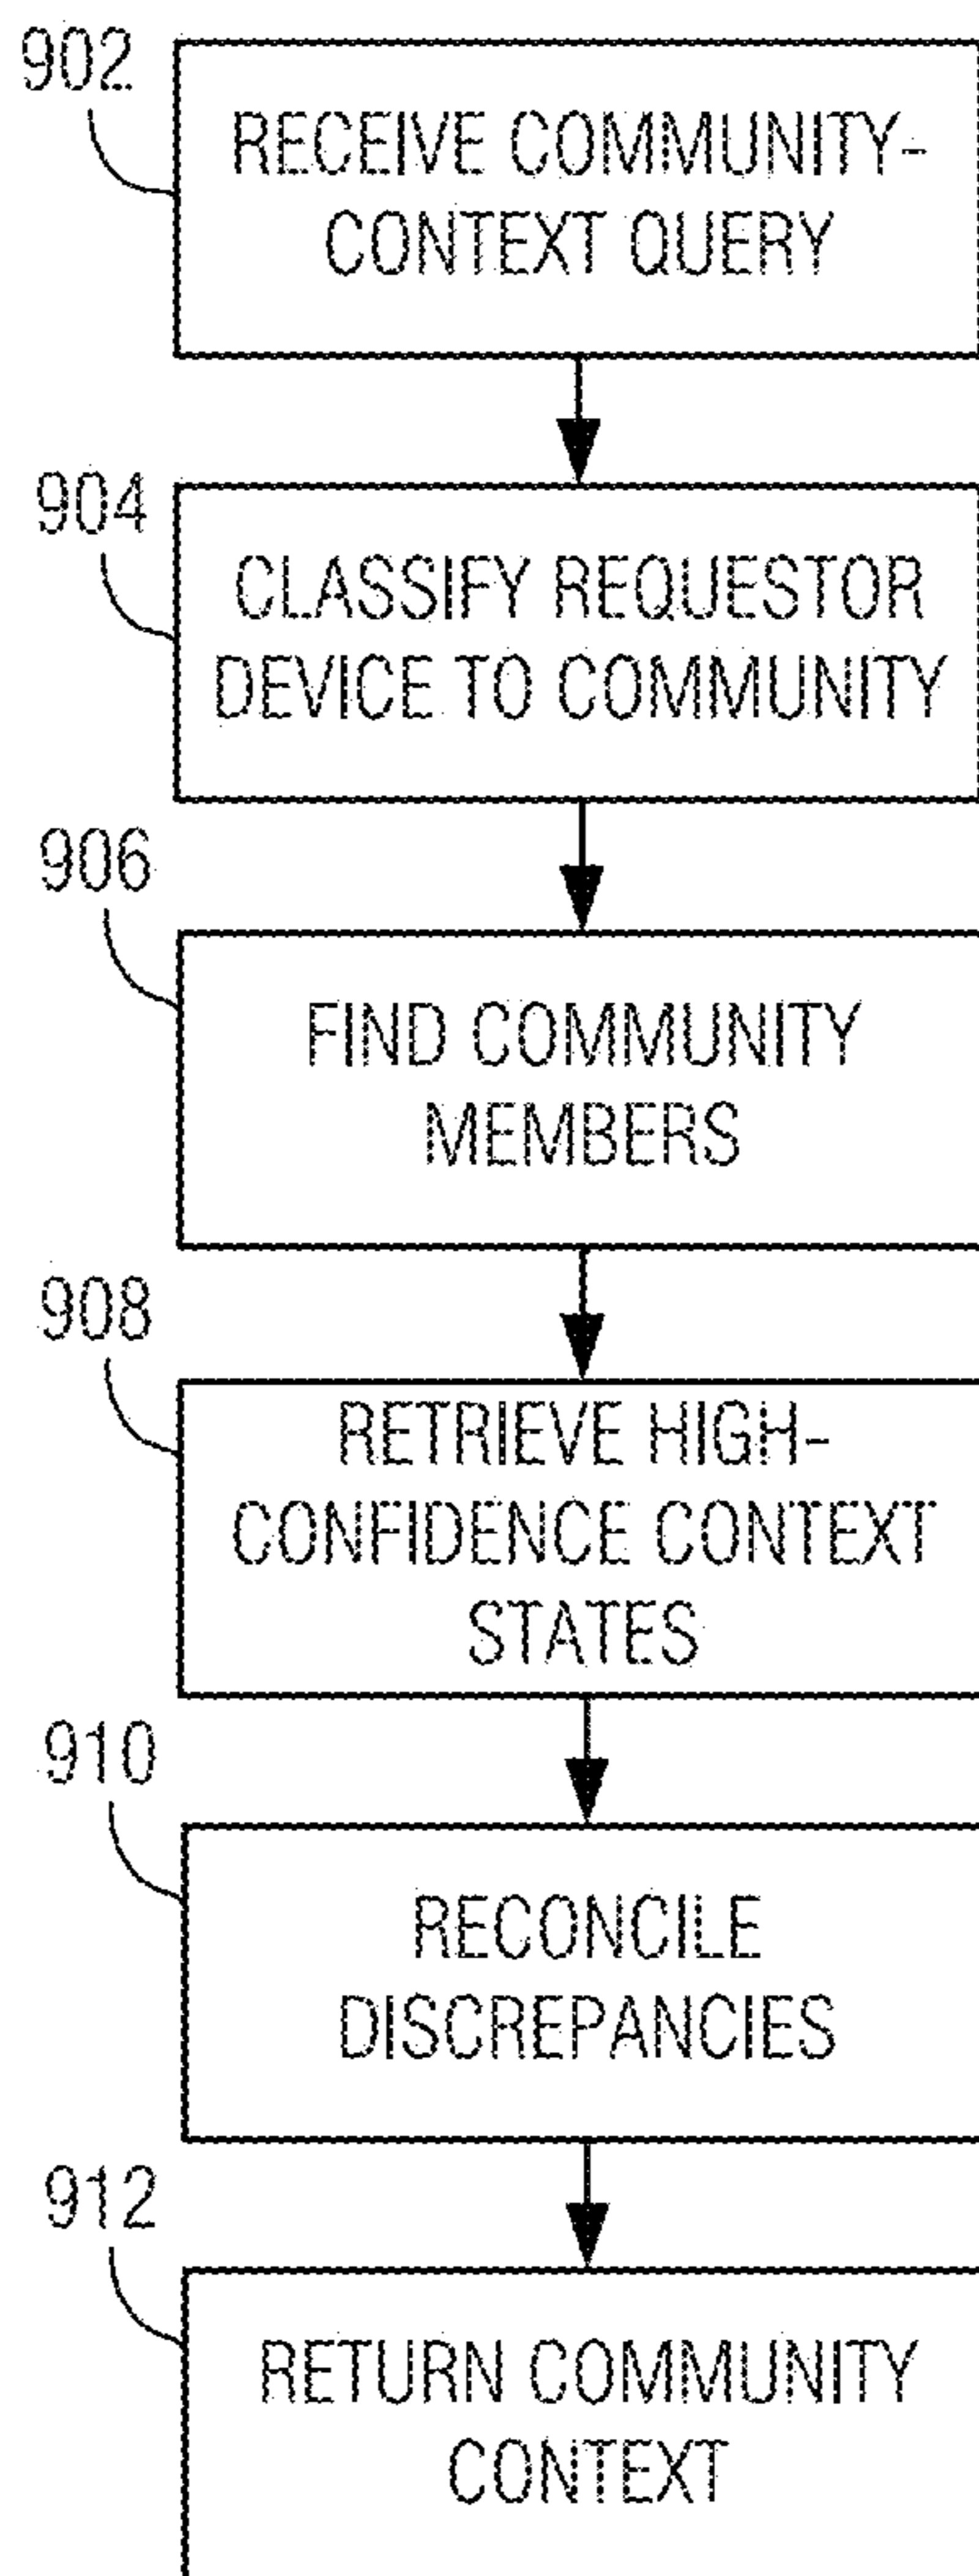 902
RECEIVE COMMUNITY-
CONTEXT QUERY
904
CLASSIFY REQUESTOR
DEVICE TO COMMUNITY
906
FIND COMMUNITY
MEMBERS
908
RETRIEVE HIGH-
CONFIDENCE CONTEXT
STATES
910
RECONCILE
DISCREPANCIES
912
RETURN COMMUNITY
CONTEXT